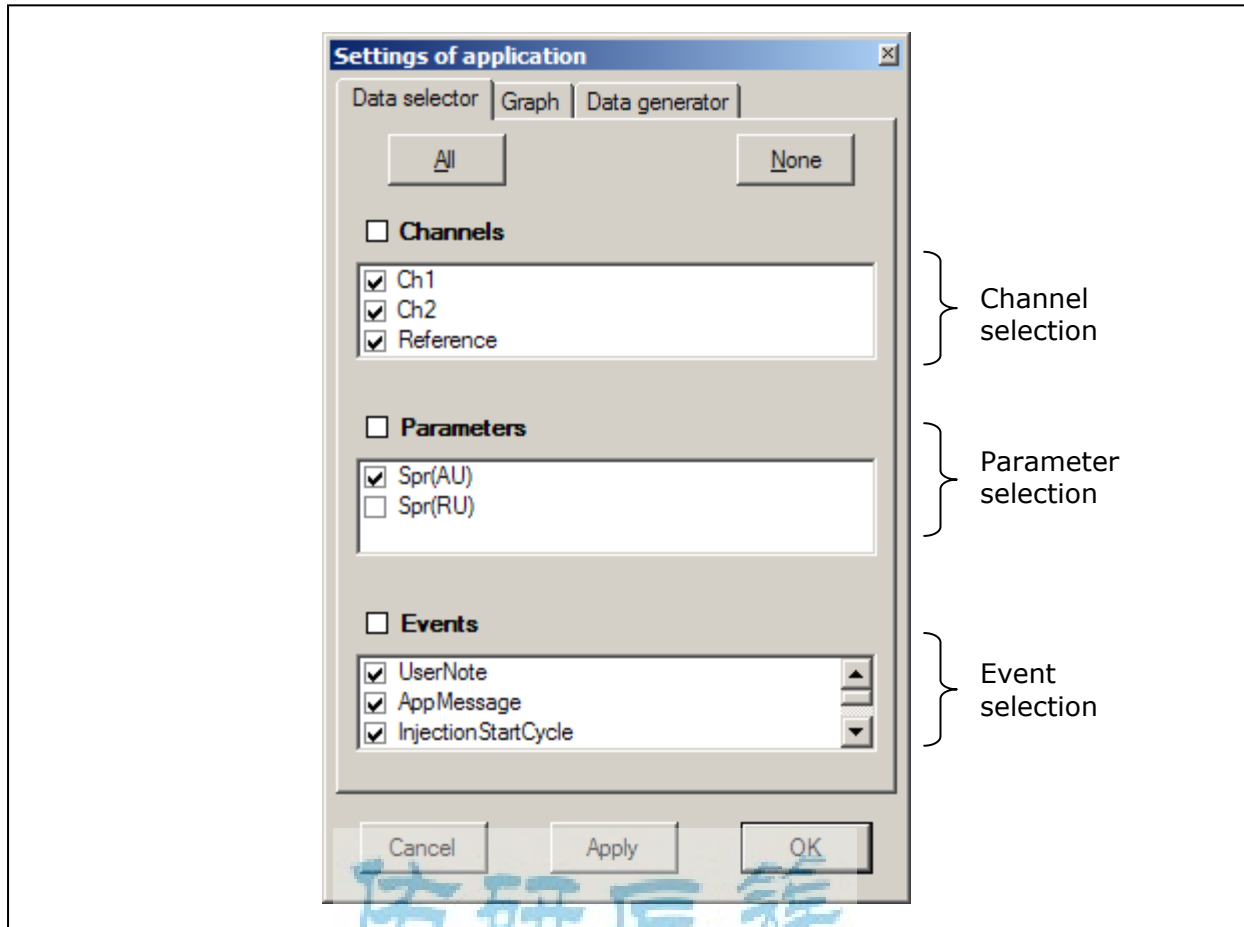 Settings of application
Data selector
Graph
Data generator
All
None
Channels
Ch1
Ch2
Reference
Channel
selection
Parameters
Spr(AU)
Spr(RU)
Parameter
selection
Events
UserNote
AppMessage
InjectionStartCycle
Event
selection
Cancel
Apply
OK